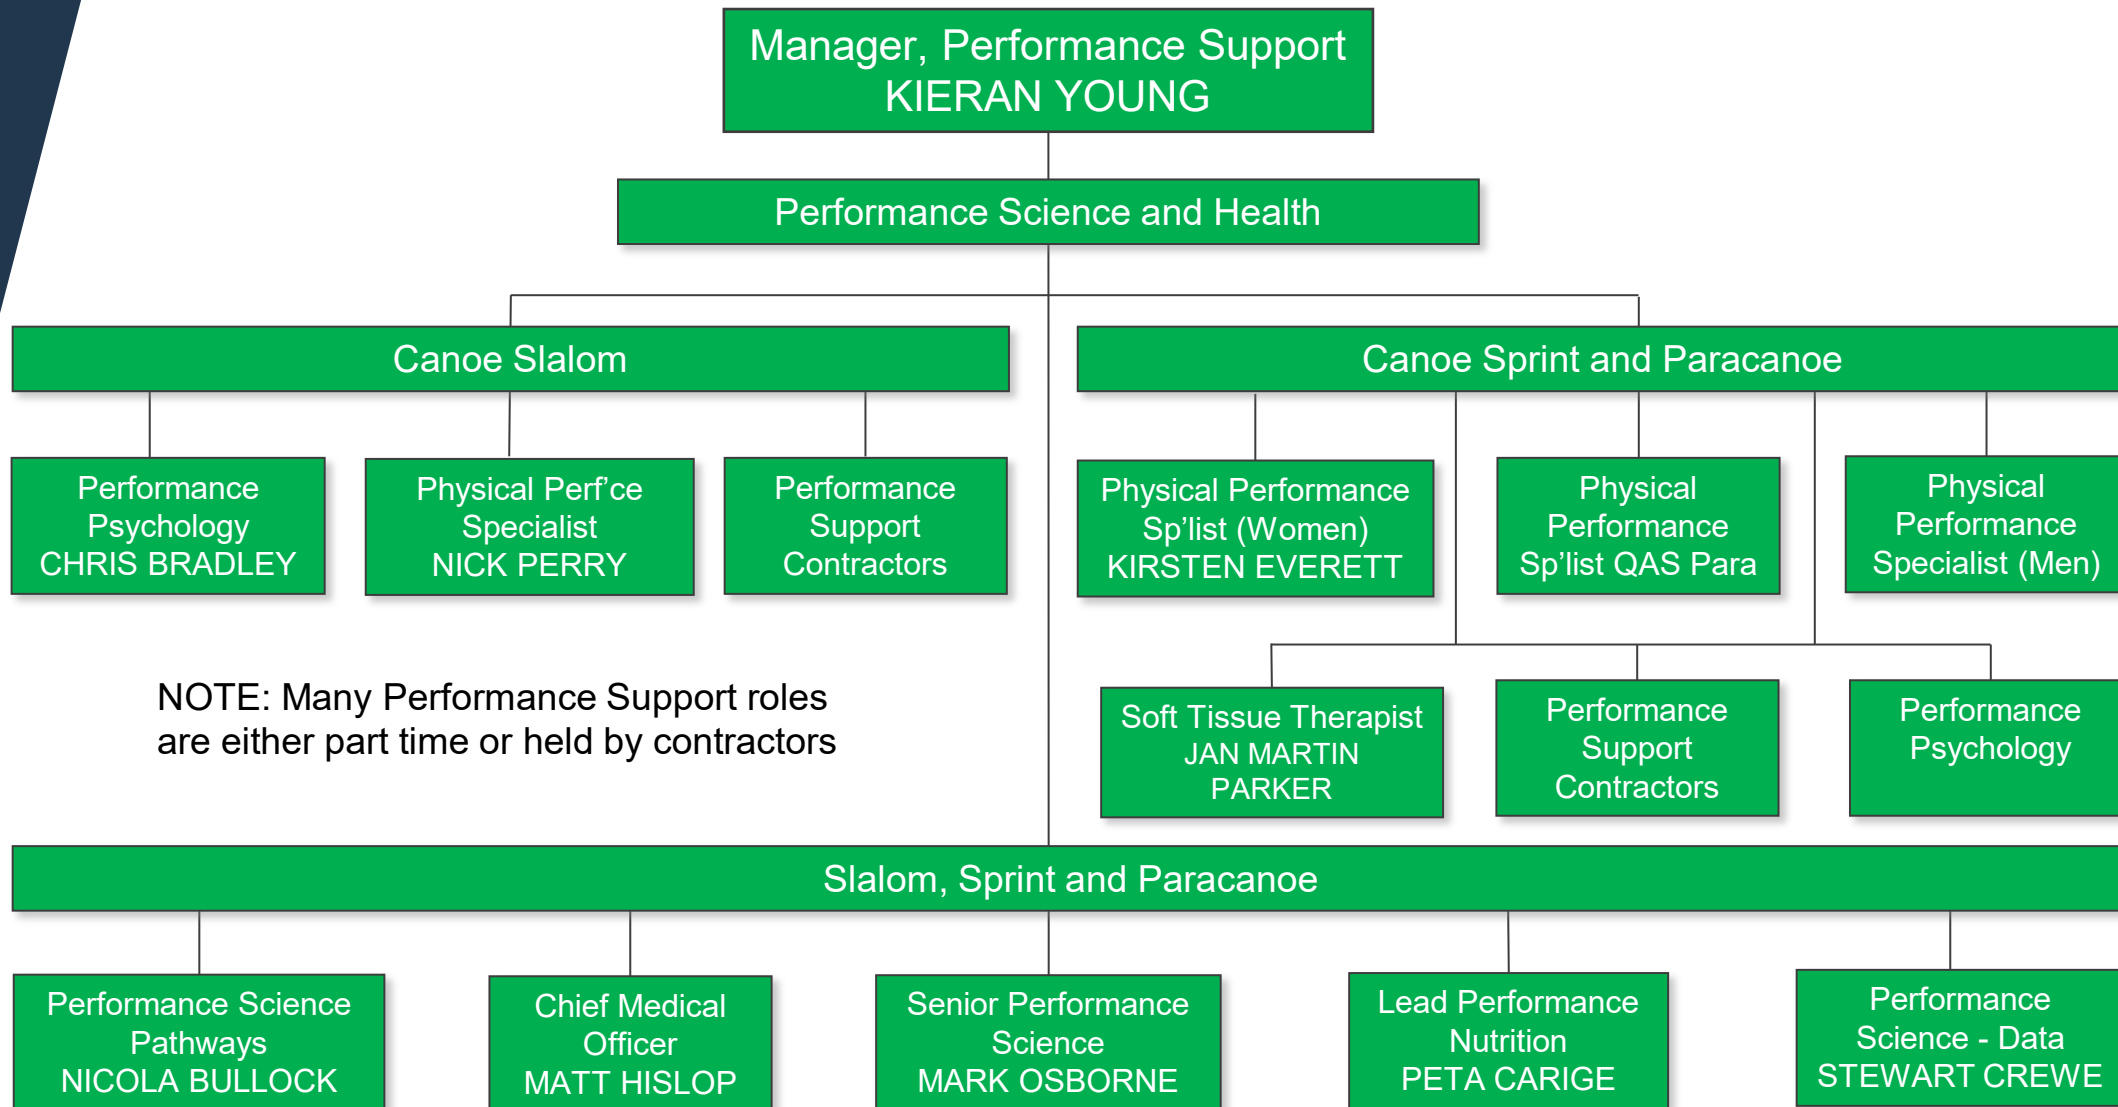 Manager, Performance Support
KIERAN YOUNG
Performance Science and Health
Canoe Slalom
Canoe Sprint and Paracanoe
Performance
Psychology
CHRIS BRADLEY
Physical Perf’ce
Specialist
NICK PERRY
Performance
Support
Contractors
Physical Performance
Sp’list (Women)
KIRSTEN EVERETT
Physical
Performance
Sp’list QAS Para
Physical
Performance
Specialist (Men)
NOTE: Many Performance Support roles
are either part time or held by contractors
Soft Tissue Therapist
JAN MARTIN
PARKER
Performance
Support
Contractors
Performance
Psychology
Slalom, Sprint and Paracanoe
Performance Science
Pathways
NICOLA BULLOCK
Chief Medical
Officer
MATT HISLOP
Senior Performance
Science
MARK OSBORNE
Lead Performance
Nutrition
PETA CARIGE
Performance
Science - Data
STEWART CREWE